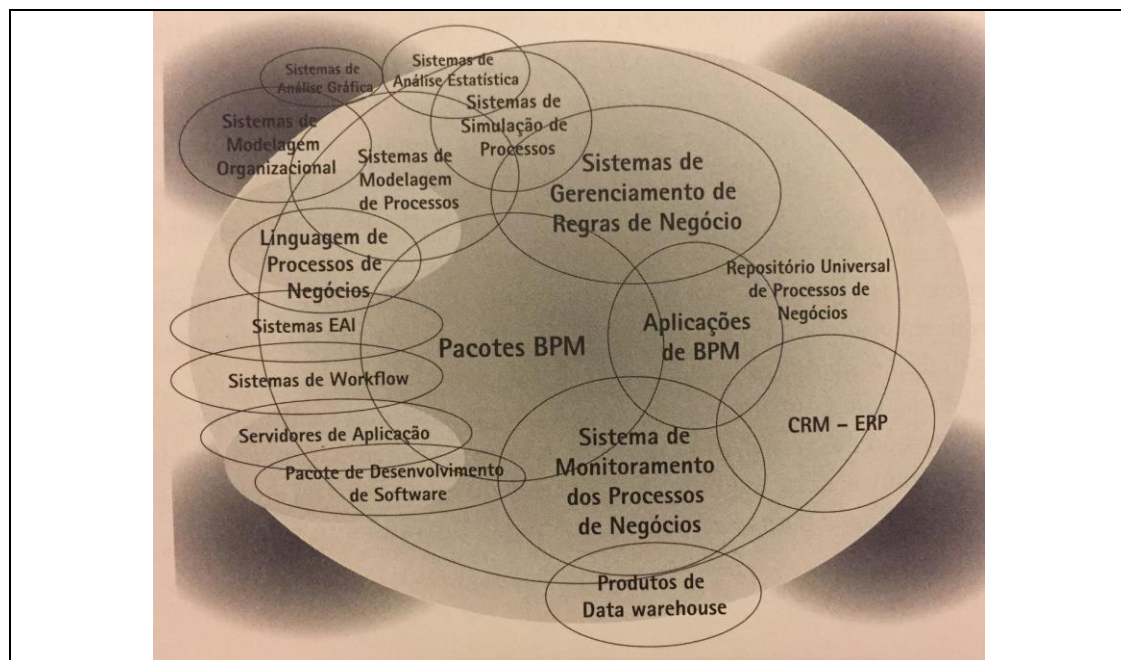 Sistemas de
Análise Gráfica
Sistemas de
Análise Estatística
Sistemas de
Modelagem
Organizacional
Sistemas de
Simulação de
Processos
Sistemas de
Modelagem
de Processos
Sistemas de
Gerenciamento de
Regras de Negócio
Linguagem de
Processos de
Negócios
Repositório Universal
de Processos de
Negócios
Sistemas EAI
Pacotes BPM
Aplicações
de BPM
Sistemas de Workflow
Servidores de Aplicação
CRM – ERP
Pacote de Desenvolvimento
de Software
Sistema de
Monitoramento
dos Processos
de Negócios
Produtos de
Data warehouse